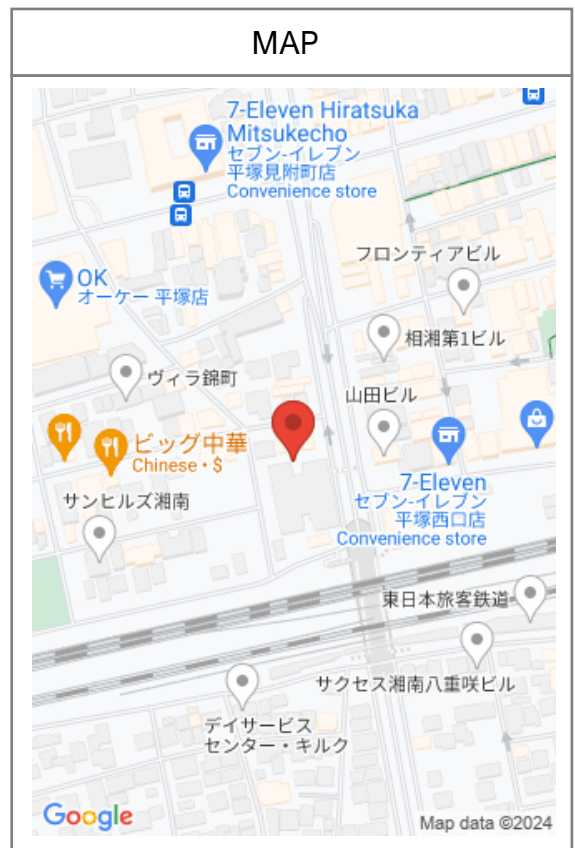 MAP
7-Eleven Hiratsuka
Mitsukecho
セブン-イレブン
平塚見附町店
Convenience store
フロンティアビル
OK
オーケー 平塚店
相湘第1ビル
ヴィラ錦町
山田ビル
ビッグ中華
Chinese・$
7-Eleven
セブン-イレブン
平塚西口店
Convenience store
サンヒルズ湘南
東日本旅客鉄道
サクセス湘南八重咲ビル
デイサービス
センター・キルク
Google
Map data ©2024